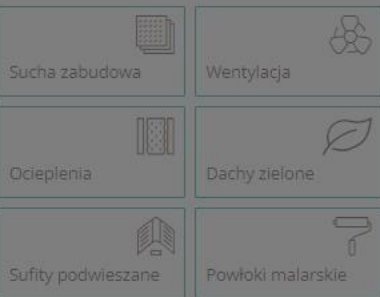 Sucha zabudowa
Wentylacja
Ocieplenia
Dachy zielone
Sufity podwieszane
Powłoki malarskie